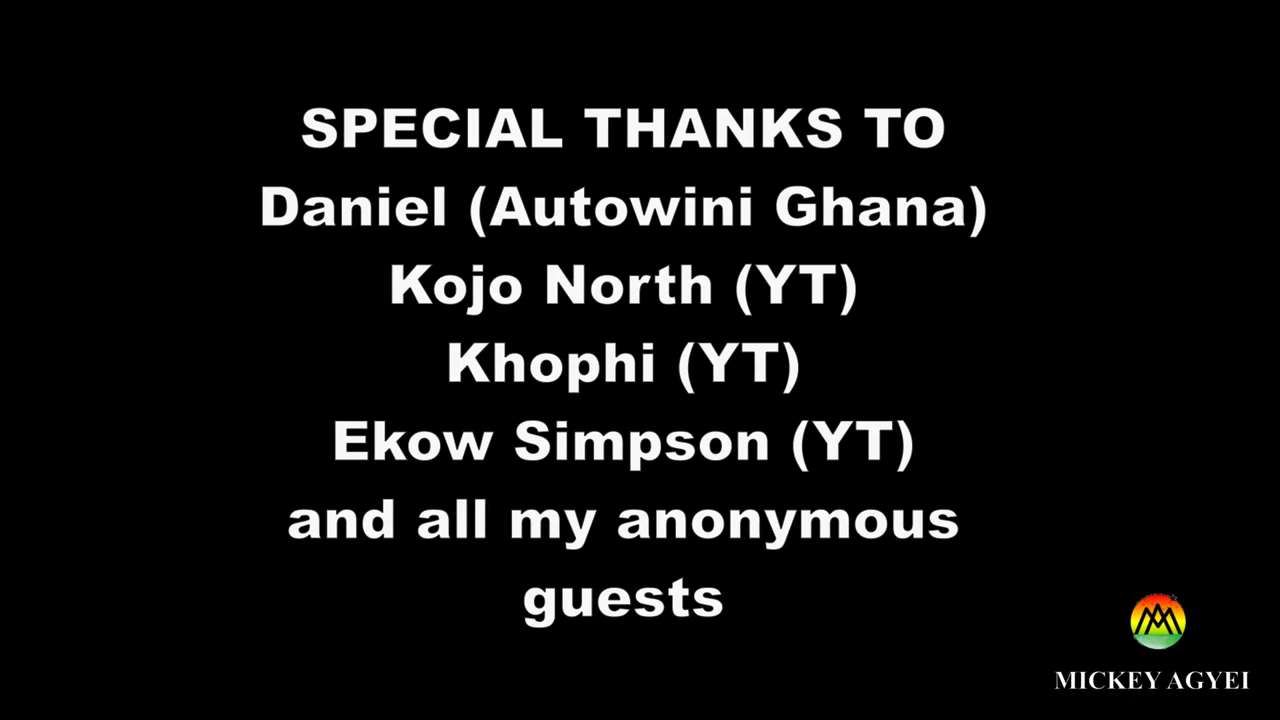 SPECIAL THANKS TO
Daniel (Autowini Ghana)
Kojo North (YT)
Khophi (YT)
Ekow Simpson (YT)
and all my anonymous
guests
MICKEY AGYEI